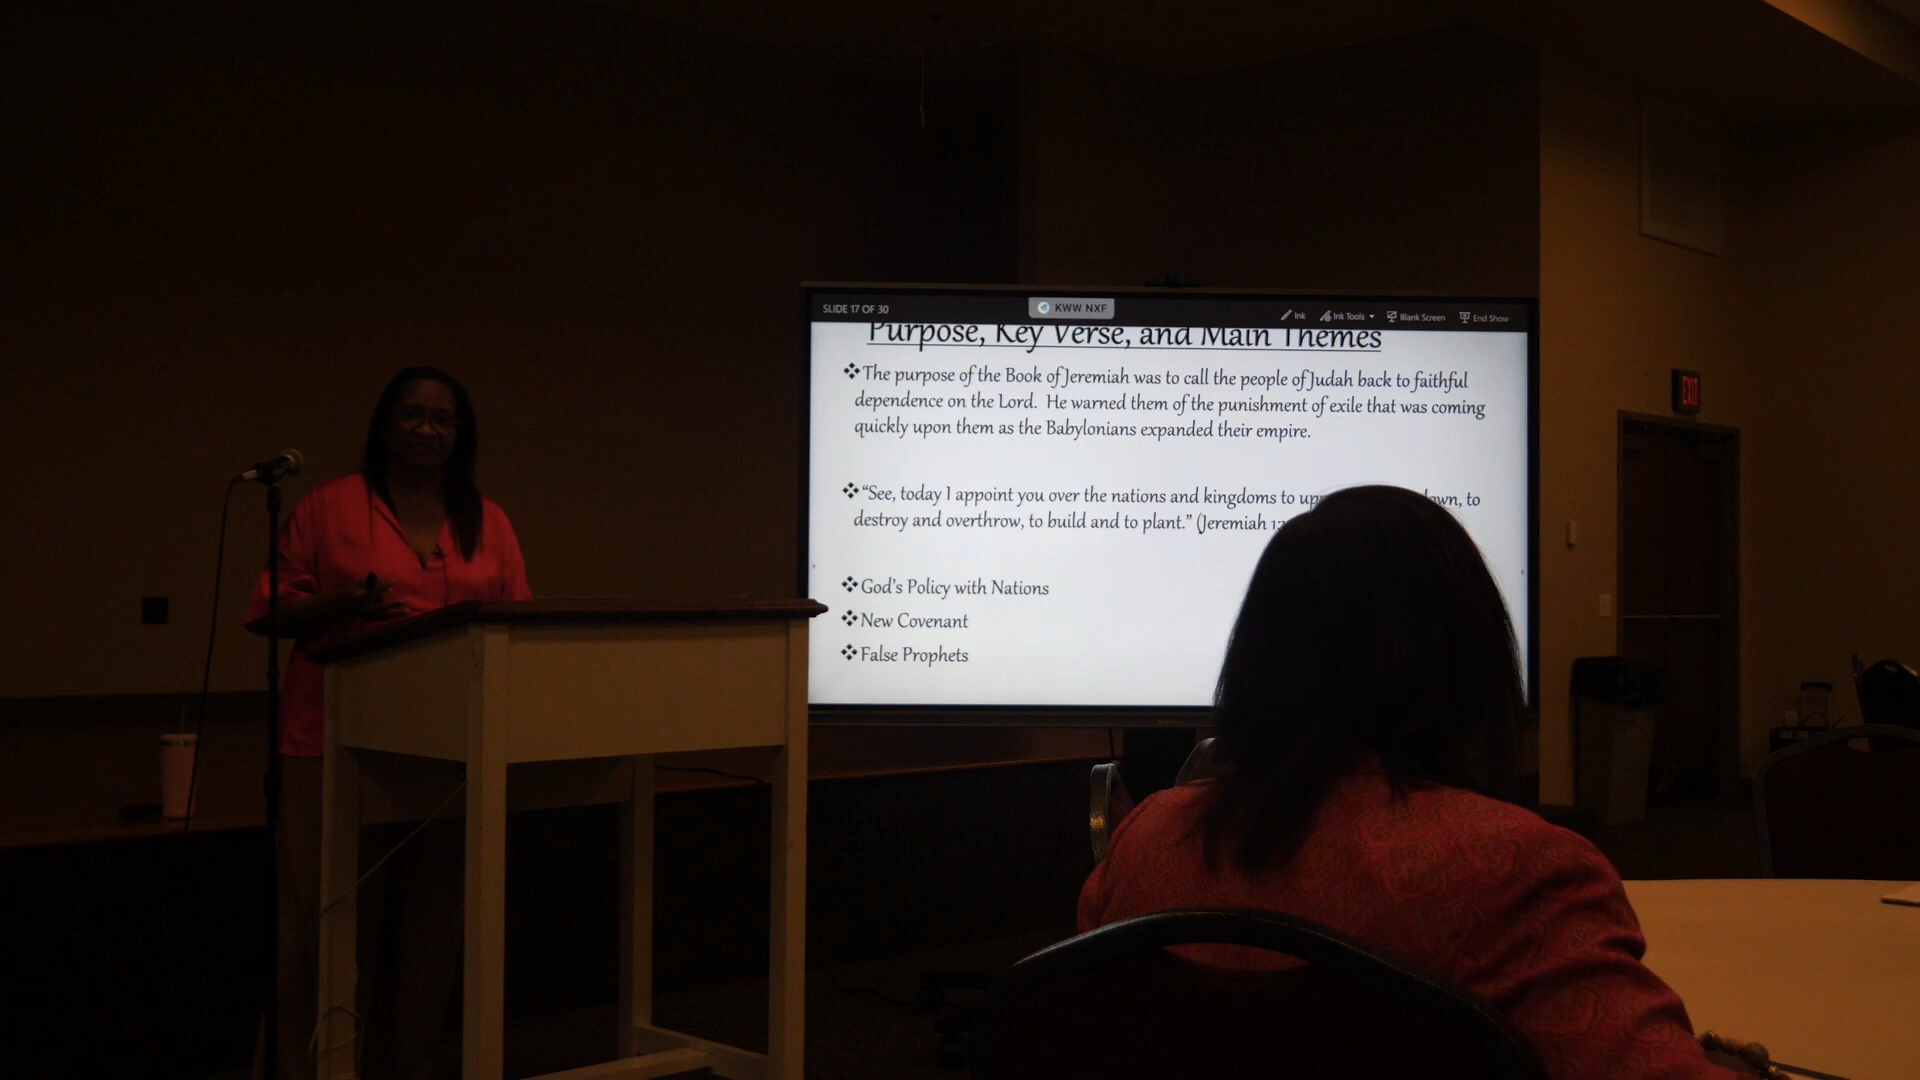 SLIDE 17 OF 30
KWW NXF
Ink
Ink Tools
Blank Screen
End Show
Purpose, Key Verse, and Main Themes
The purpose of the Book of Jeremiah was to call the people of Judah back to faithful
dependence on the Lord. He warned them of the punishment of exile that was coming
quickly upon them as the Babylonians expanded their empire.
“See, today I appoint you over the nations and kingdoms to to
destroy and overthrow, to build and to plant.” (Jeremiah
God's Policy with Nations
New Covenant
False Prophets
EXIT